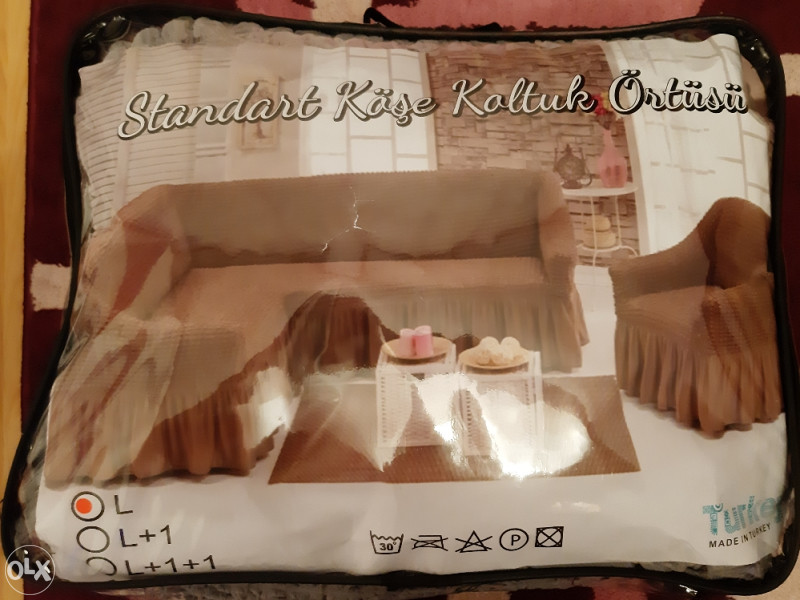 Standart Köşe Koltuk Örtüsü
L
L+1
L+1+1
30°
P
Turkey
MADE IN TURKEY
OLX